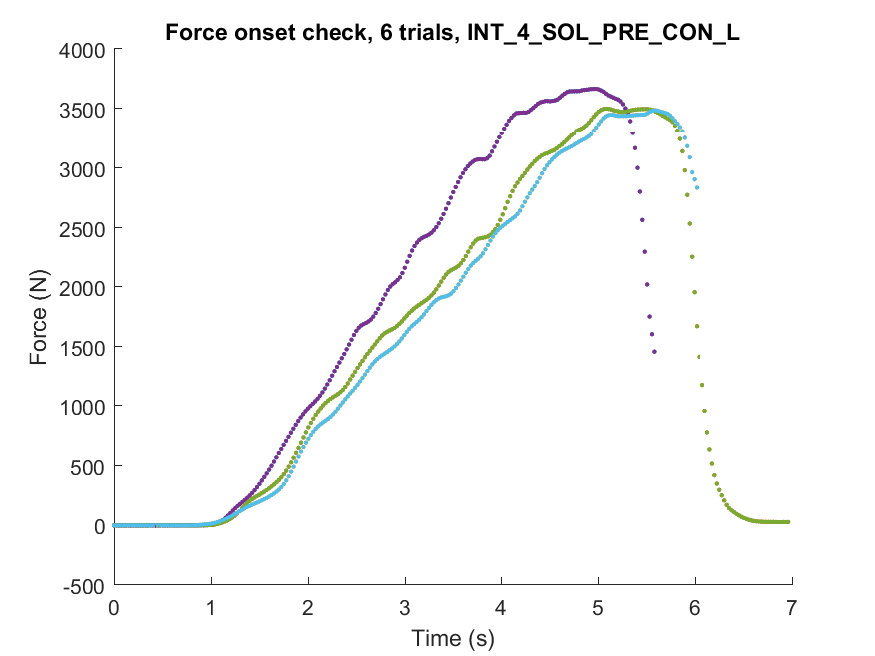 Force onset check, 6 trials, INT_4_SOL_PRE_CON_L
4000
3500
3000
2500
2000
1500
1000
500
0
-500
Force (N)
0 1 2 3 4 5 6 7
Time (s)